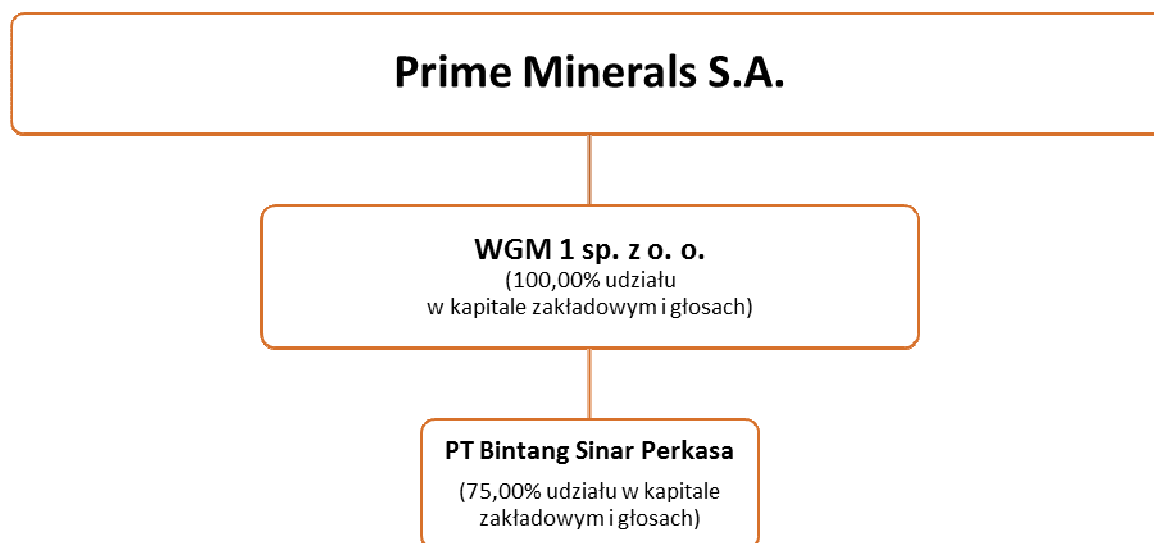 Prime Minerals S.A.
WGM 1 sp. z o. o.
(100,00% udziału
w kapitale zakładowym i głosach)
PT Bintang Sinar Perkasa
(75,00% udziału w kapitale
zakładowym i głosach)